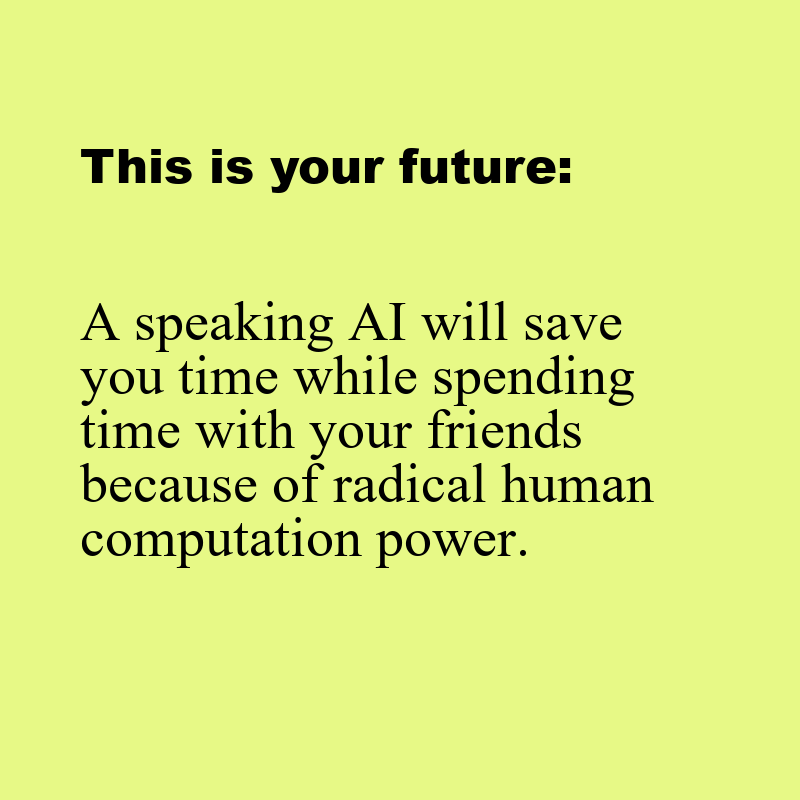 This is your future:
A speaking AI will save
you time while spending
time with your friends
because of radical human
computation power.